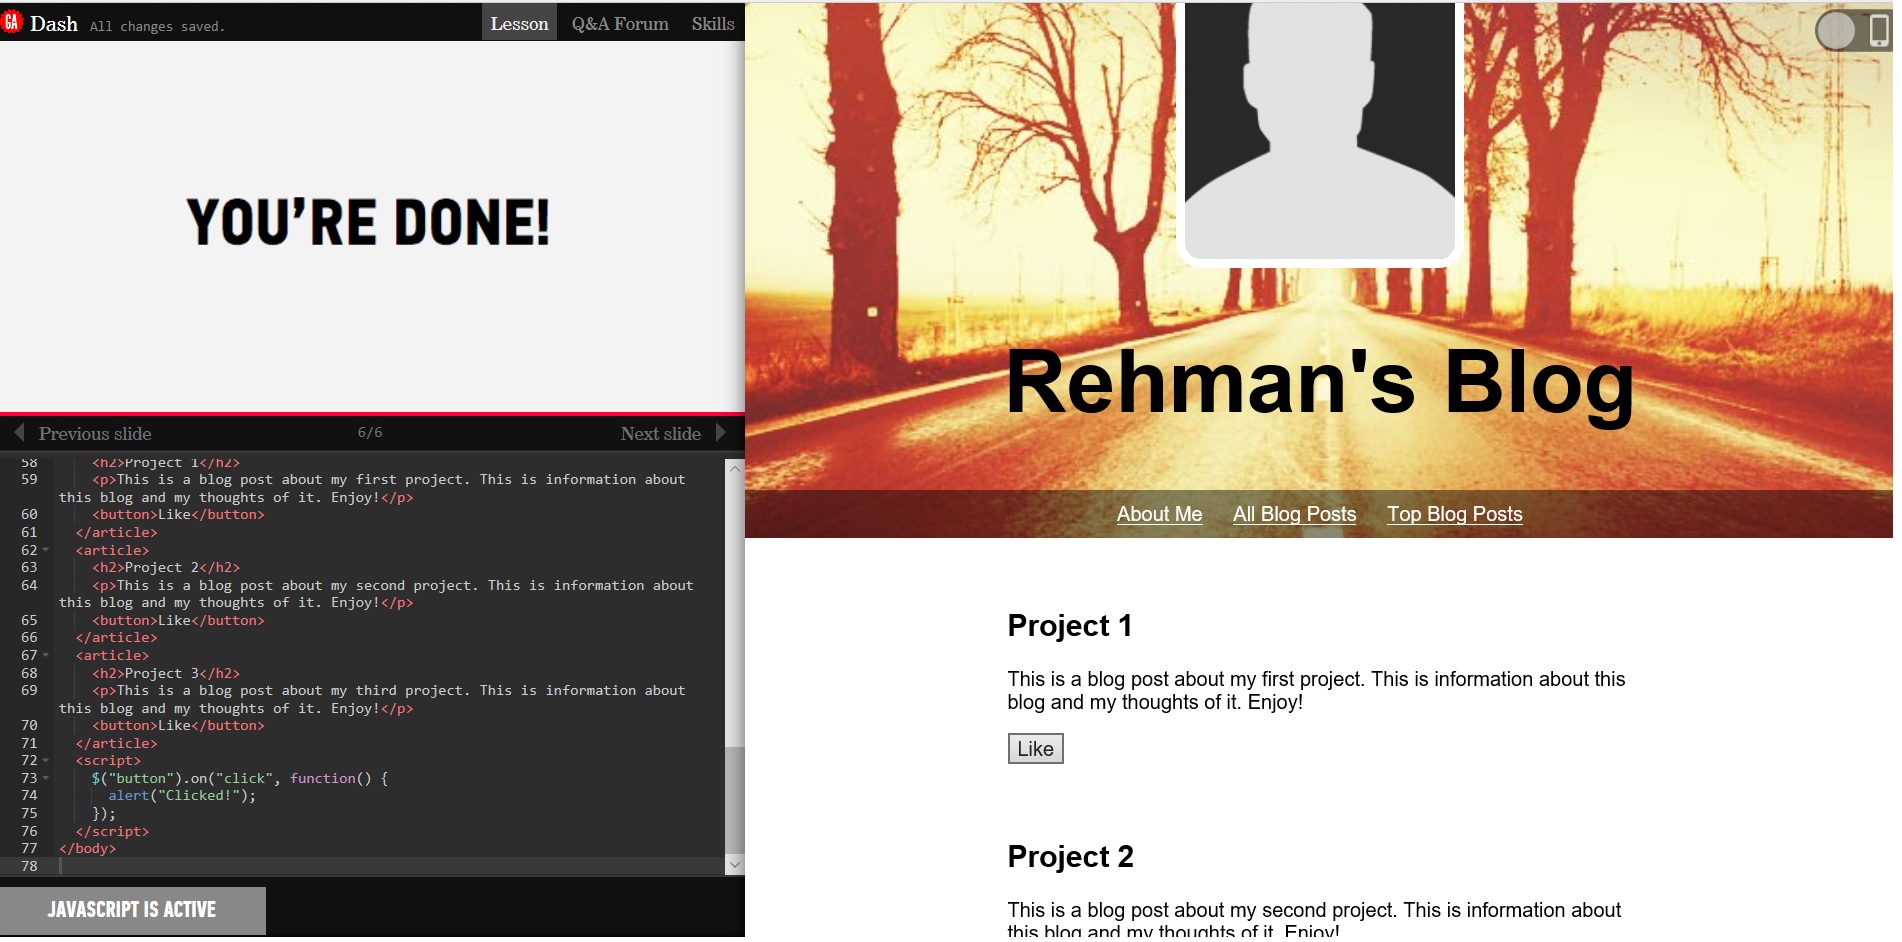 GA Dash All changes saved. Lesson Q&A Forum Skills
YOU'RE DONE!
Previous slide 6/6 Next slide
58 <h2>Project 1</h2>
59 <p>This is a blog post about my first project. This is information about
this blog and my thoughts of it. Enjoy!</p>
60 <button>Like</button>
61 </article>
62 <article>
63 <h2>Project 2</h2>
64 <p>This is a blog post about my second project. This is information about
this blog and my thoughts of it. Enjoy!</p>
65 <button>Like</button>
66 </article>
67 <article>
68 <h2>Project 3</h2>
69 <p>This is a blog post about my third project. This is information about
this blog and my thoughts of it. Enjoy!</p>
70 <button>Like</button>
71 </article>
72 <script>
73 $("button").on("click", function() {
74 alert("Clicked!");
75 });
76 </script>
77 </body>
78
JAVASCRIPT IS ACTIVE
Rehman's Blog
About Me All Blog Posts Top Blog Posts
Project 1
This is a blog post about my first project. This is information about this
blog and my thoughts of it. Enjoy!
Like
Project 2
This is a blog post about my second project. This is information about
this blog and my thoughts of it. Enjoy!